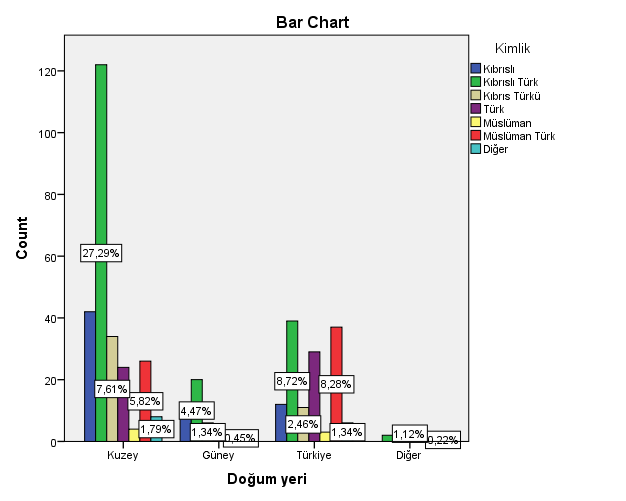 Bar Chart
Kimlik
Kıbrıslı
Kıbrıslı Türk
Kıbrıs Türkü
Türk
Müslüman
Müslüman Türk
Diğer
Count
120
100
80
60
40
20
0
27,29%
7,61%
5,82%
1,79%
4,47%
1,34%
0,45%
8,72%
2,46%
8,28%
1,34%
1,12%
0,22%
Kuzey
Güney
Türkiye
Diğer
Doğum yeri